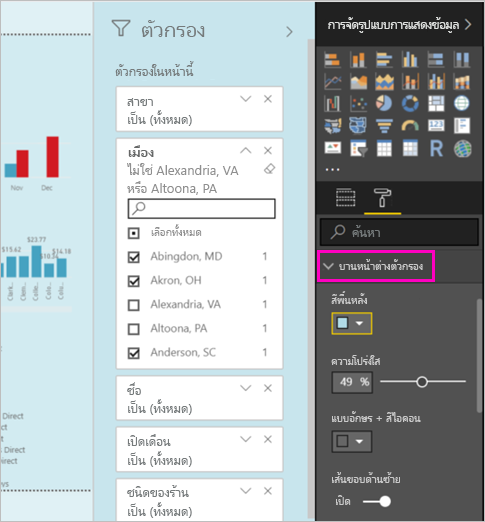 ตัวกรอง
ตัวกรองในหน้านี้
สาขา
เป็น (ทั้งหมด)
เมือง
ไม่ใช่ Alexandria, VA
หรือ Altoona, PA
เลือกทั้งหมด
Abingdon, MD 1
Akron, OH 1
Alexandria, VA 1
Altoona, PA 1
Anderson, SC 1
ชื่อ
เป็น (ทั้งหมด)
เปิดเดือน
เป็น (ทั้งหมด)
ชนิดของร้าน
เป็น (ทั้งหมด)
การจัดรูปแบบการแสดงข้อมูล
ค้นหา
บานหน้าต่างตัวกรอง
สีพื้นหลัง
ความโปร่งใส
49 %
แบบอักษร + สีไอคอน
เส้นขอบด้านซ้าย
เปิด
Nov Dec
$15.62 $23.77 $14.18
Direct
Direct
irect
s Direct
Direct